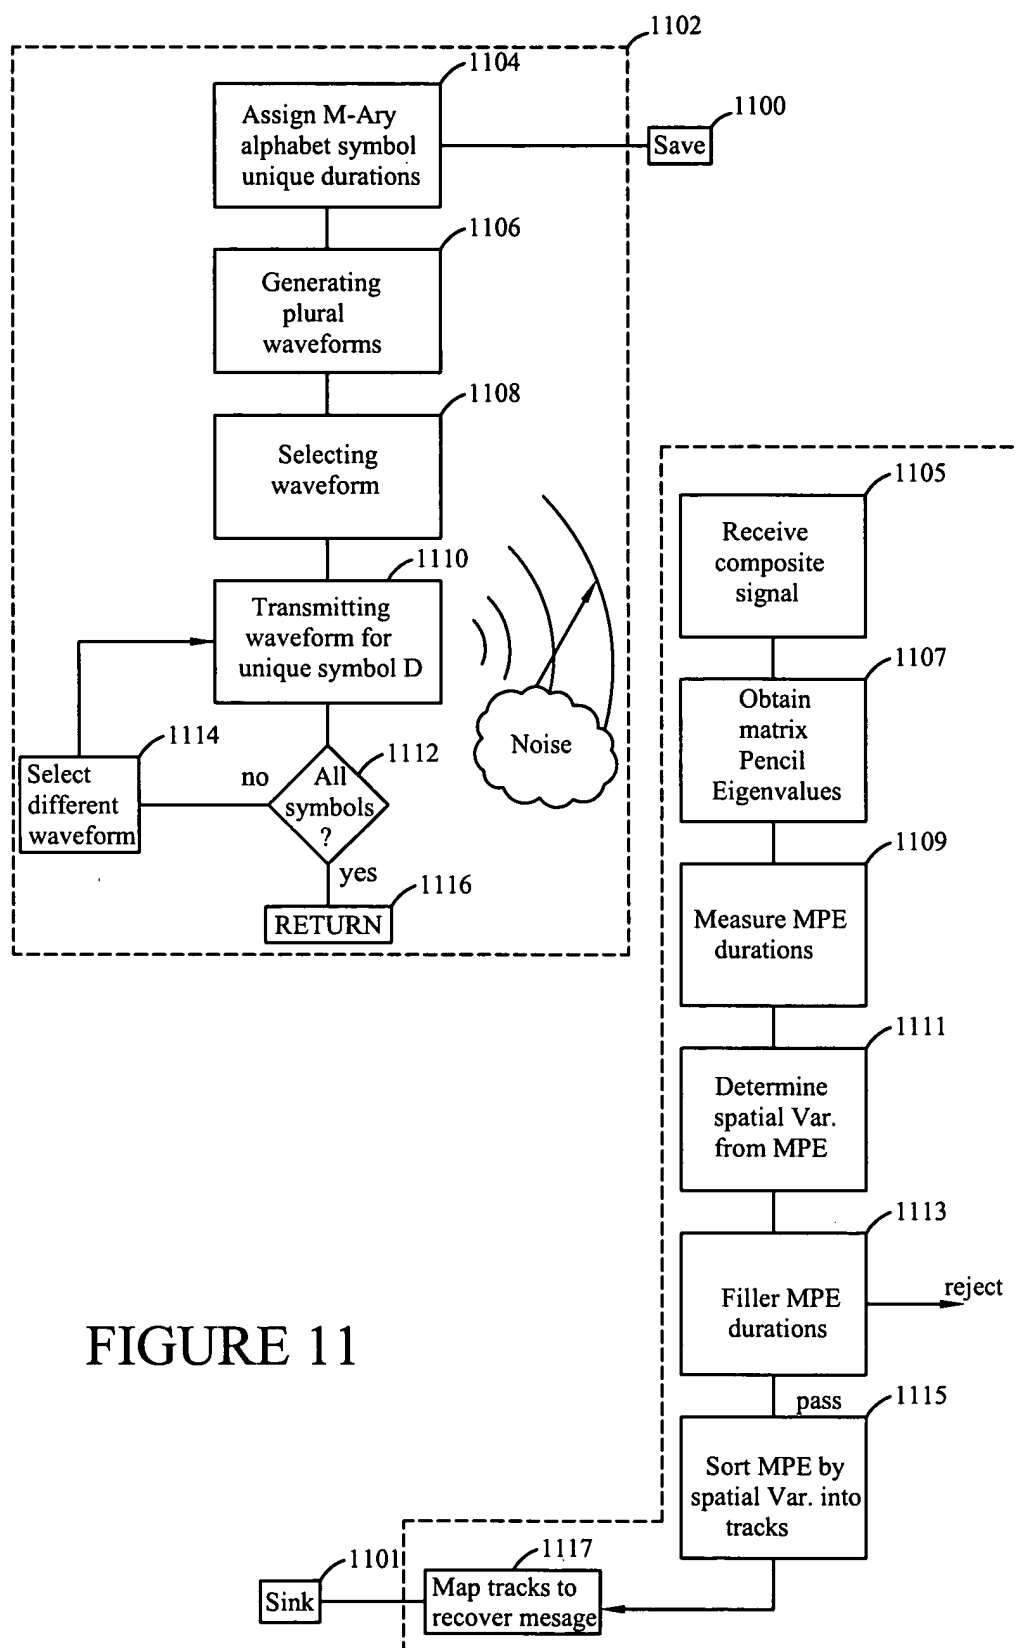 1102
1104
Assign M-Ary
alphabet symbol
unique durations
1100
Save
1106
Generating
plural
waveforms
1108
Selecting
waveform
1110
Transmitting
waveform for
unique symbol D
Noise
1114
Select
different
waveform
no
1112
All
symbols
?
yes
1116
RETURN
1105
Receive
composite
signal
1107
Obtain
matrix
Pencil
Eigenvalues
1109
Measure MPE
durations
1111
Determine
spatial Var.
from MPE
1113
Filler MPE
durations
reject
pass
1115
Sort MPE by
spatial Var. into
tracks
1117
Map tracks to
recover mesage
1101
Sink
FIGURE 11